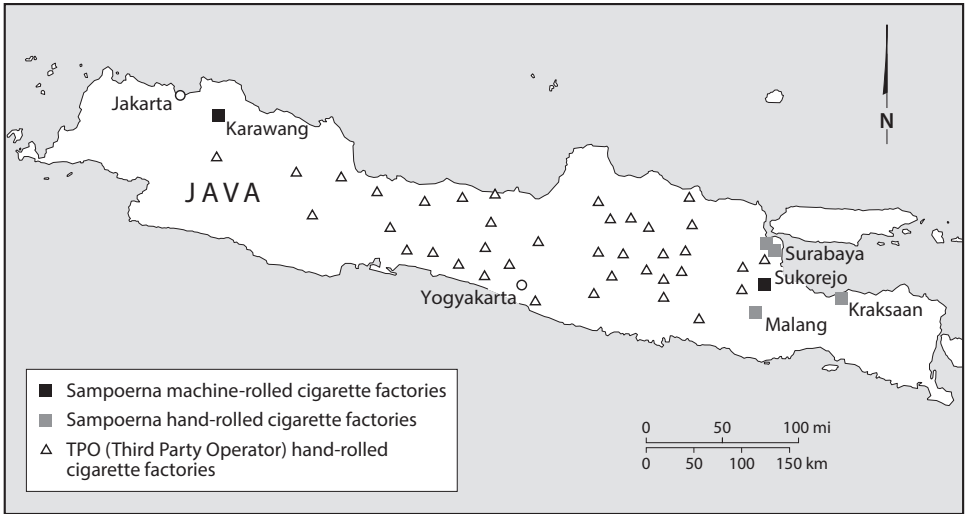 Jakarta
Karawang
N
JAVA
Surabaya
Sukorejo
Yogyakarta
Kraksaan
Malang
Sampoerna machine-rolled cigarette factories
Sampoerna hand-rolled cigarette factories
TPO (Third Party Operator) hand-rolled
cigarette factories
0 50 100 mi
0 50 100 150 km